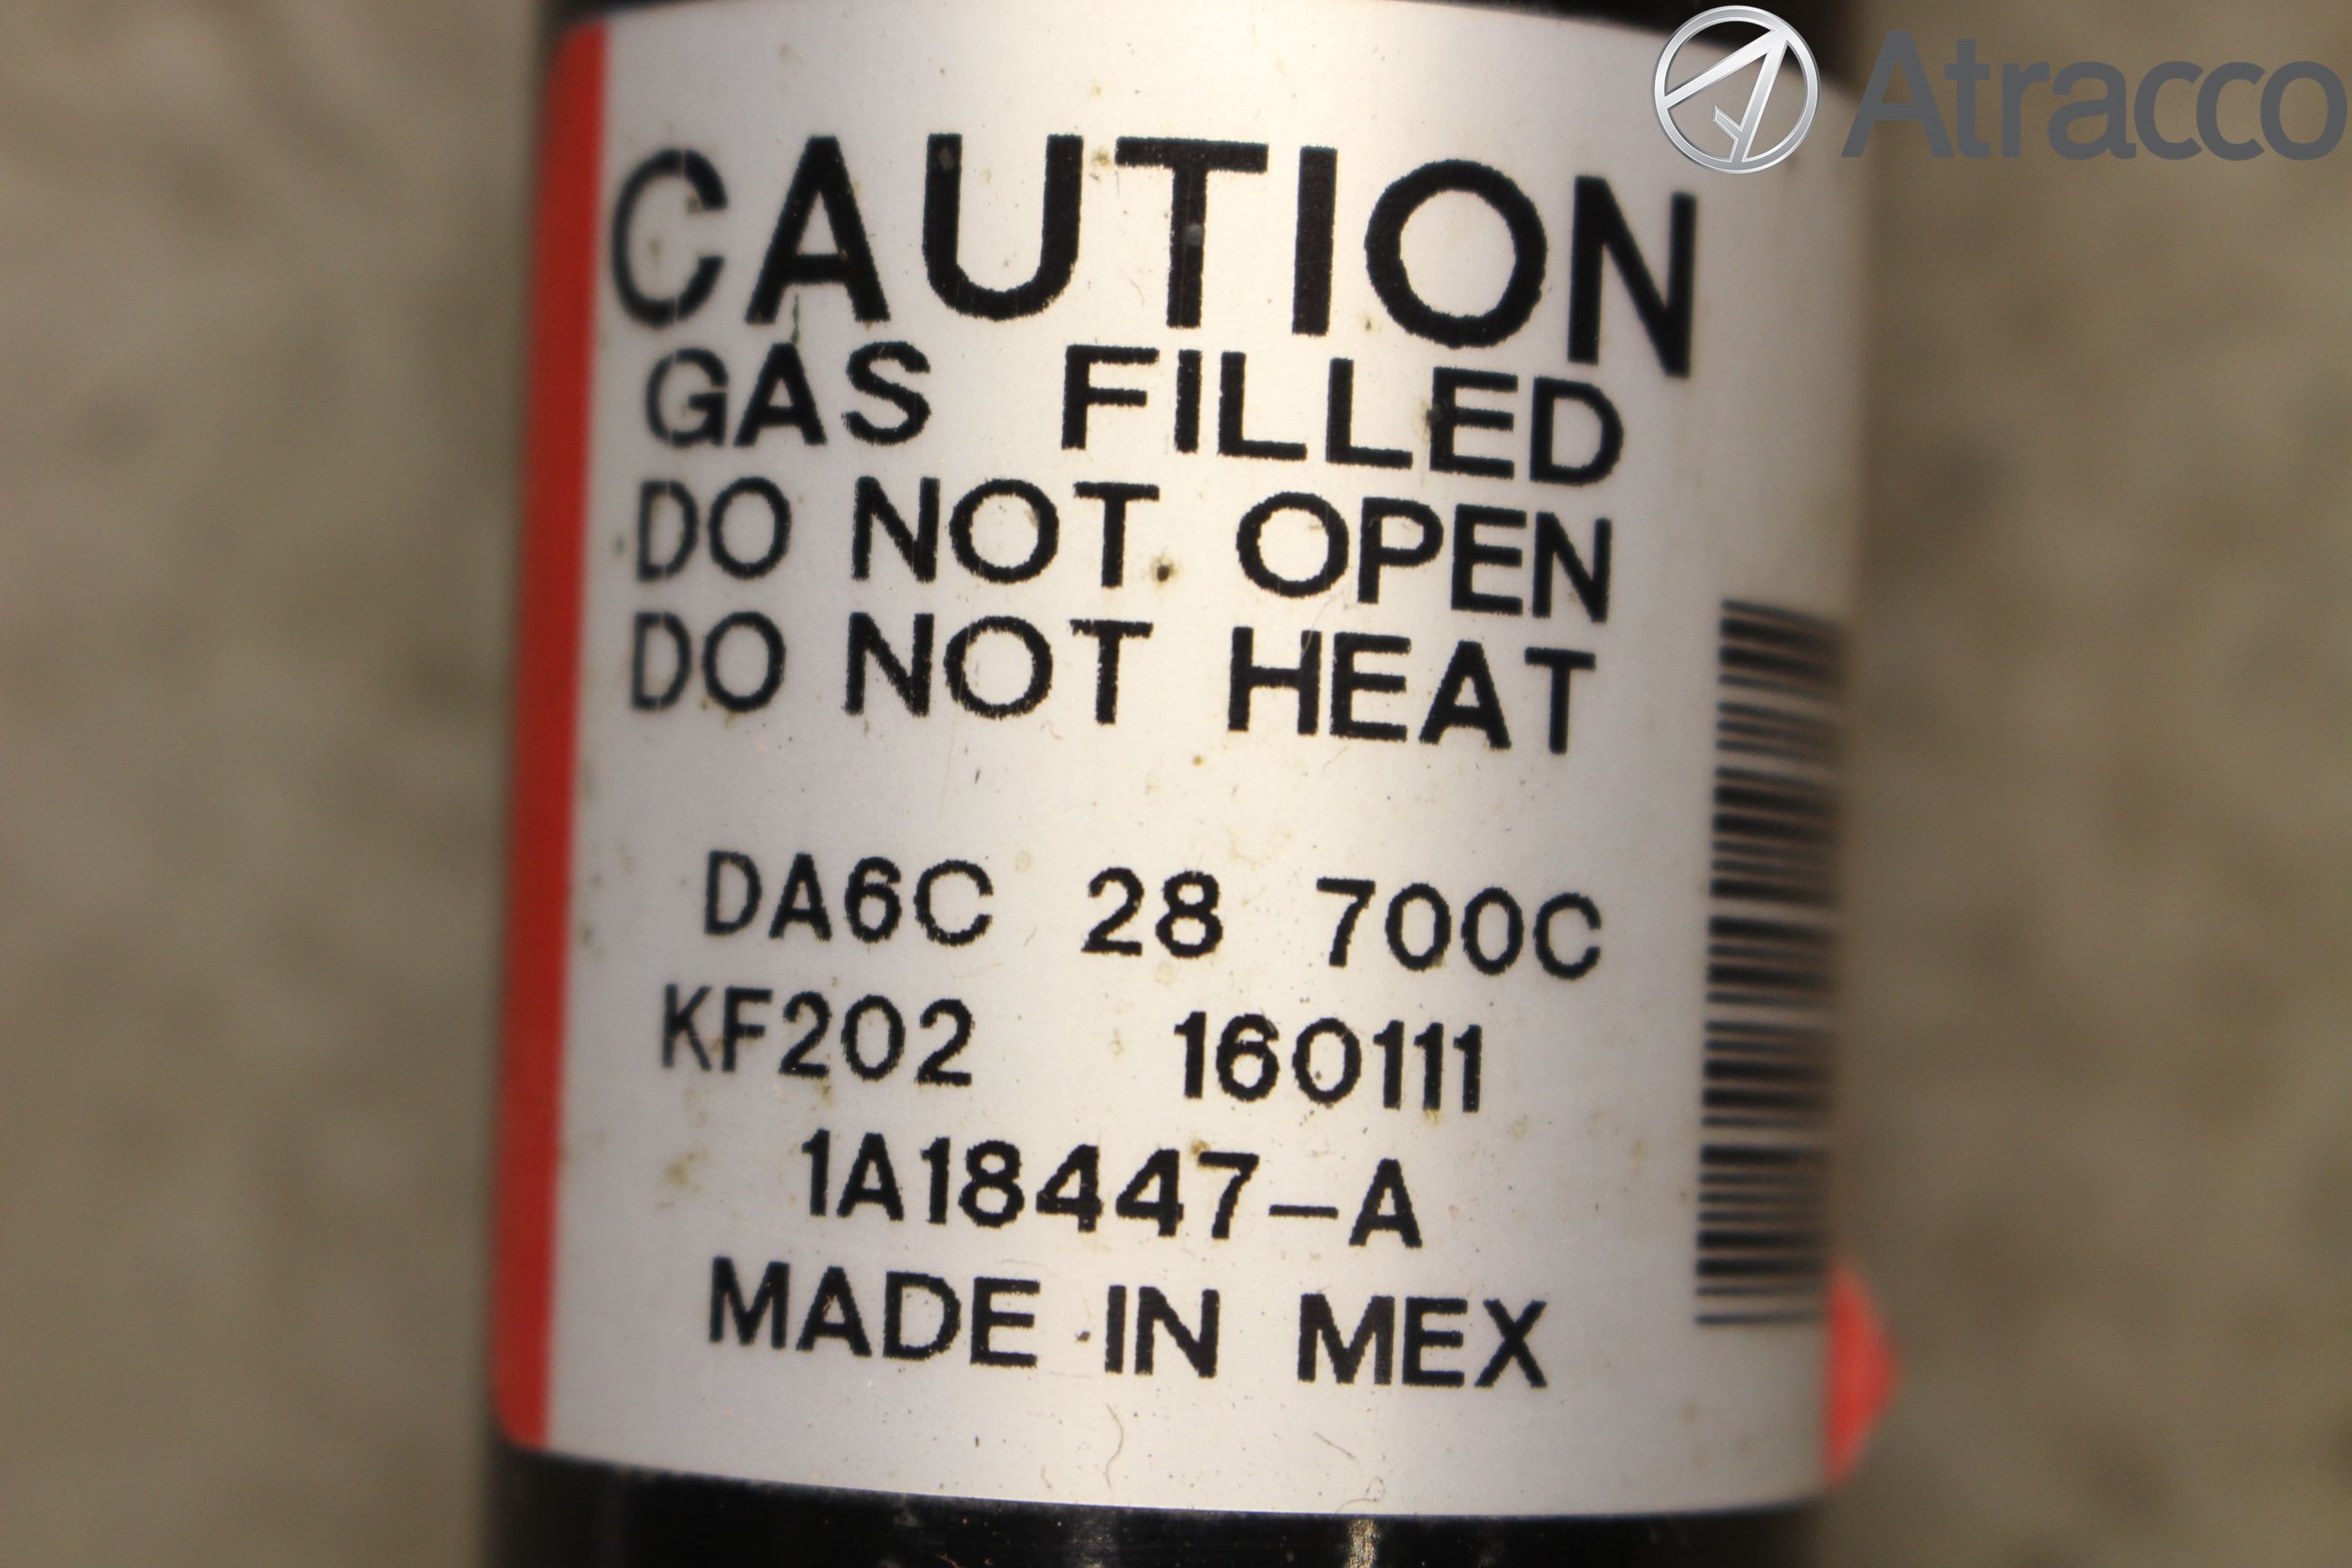 Atracco
CAUTION
GAS FILLED
DO NOT OPEN
DO NOT HEAT
DA6C 28 700C
KF202 160111
1A18447-A
MADE IN MEX